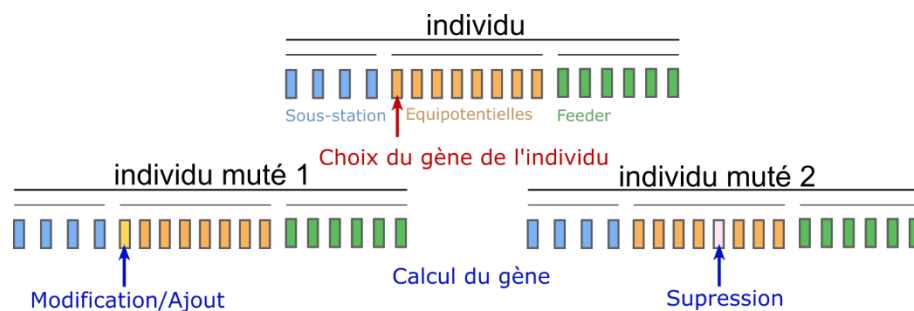 individu
Sous-station Equipotentielles Feeder
Choix du gène de l'individu
individu muté 1
individu muté 2
Calcul du gène
Modification/Ajout
Supression